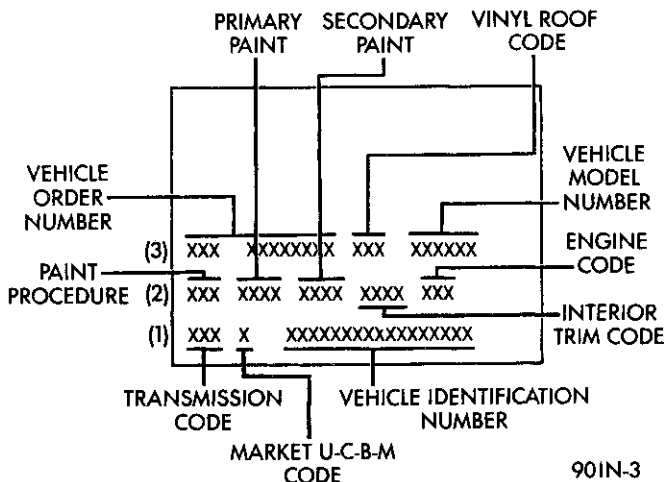 PRIMARY PAINT
SECONDARY PAINT
VINYL ROOF CODE
VEHICLE ORDER NUMBER
VEHICLE MODEL NUMBER
(3) XXX XXXXXXXX XXX XXXXXX
ENGINE CODE
PAINT PROCEDURE
(2) XXX XXXX XXXX XXXX XXX
INTERIOR TRIM CODE
(1) XXX X XXXXXXXXXXXXXXXXX
TRANSMISSION CODE
VEHICLE IDENTIFICATION NUMBER
MARKET U-C-B-M CODE
901N-3